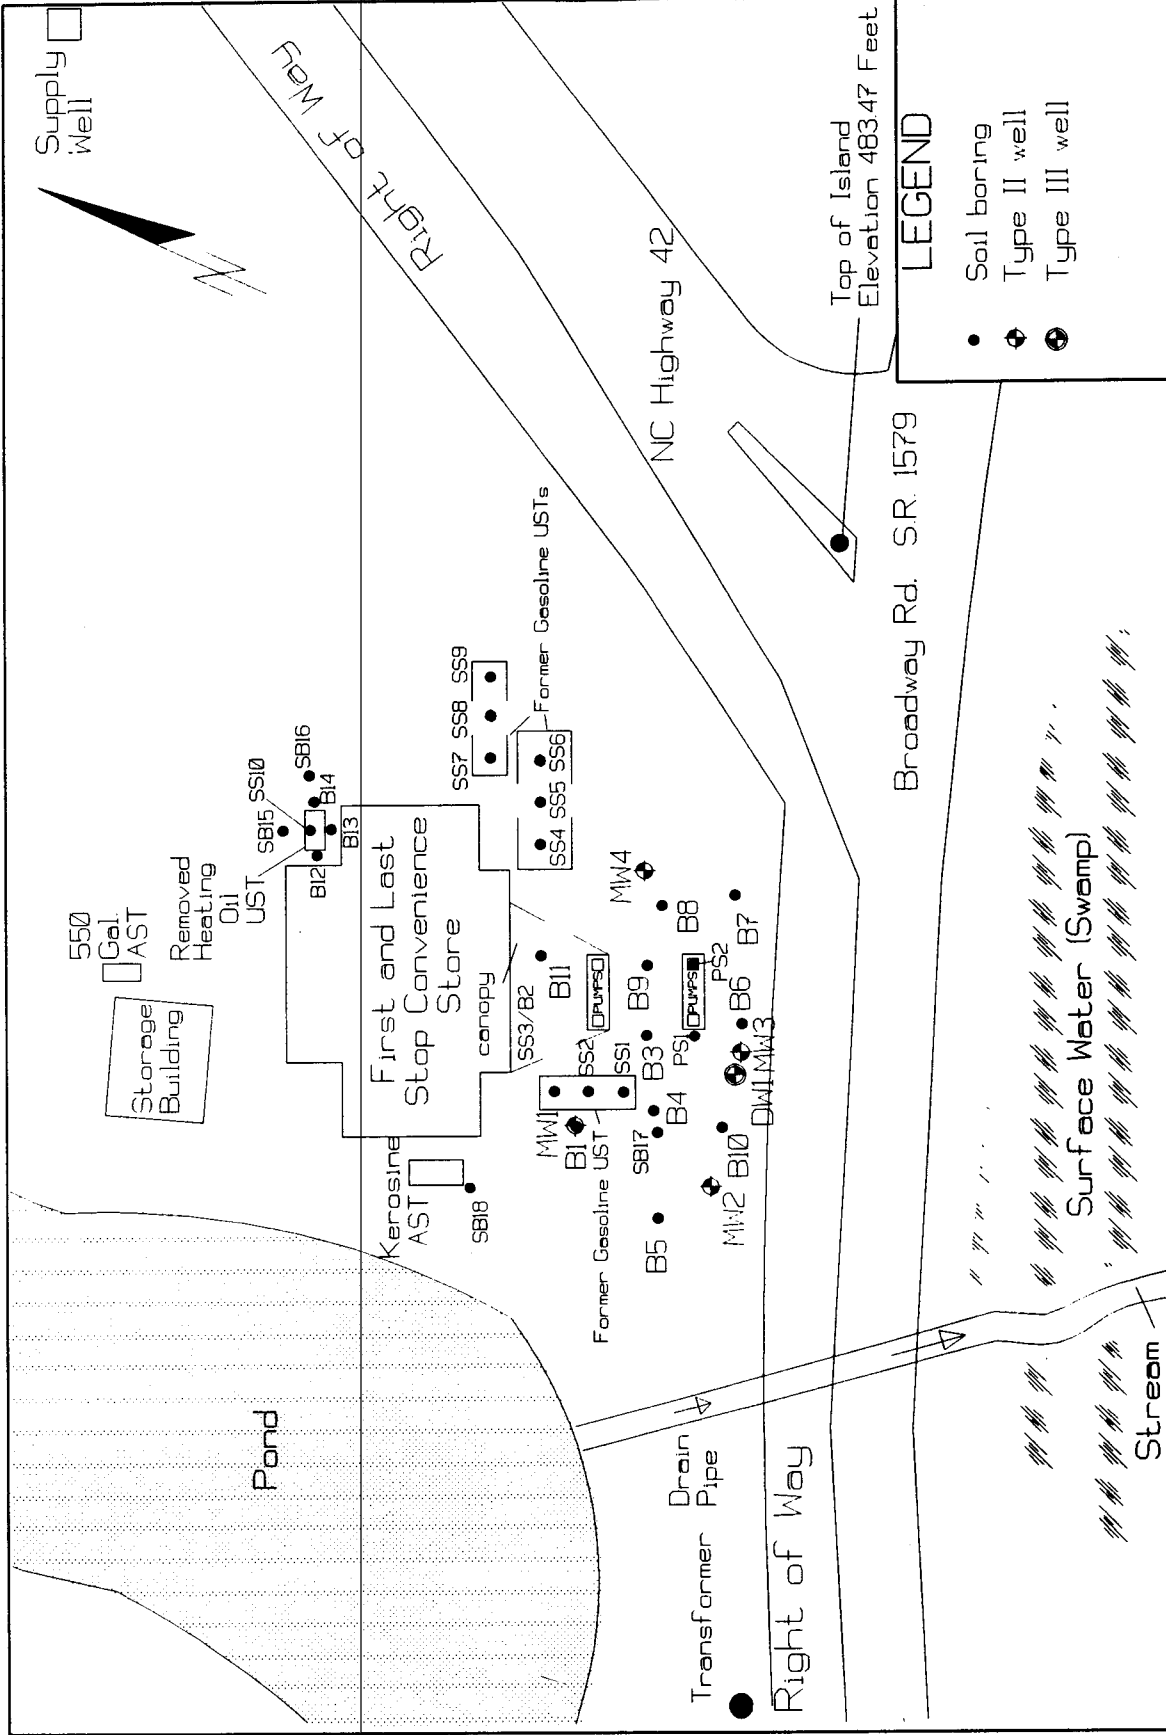 Supply
Well
Right of Way
NC Highway 42
Top of Island
Elevation 483.47 Feet
LEGEND
Soil boring
Type II well
Type III well
Broadway Rd. S.R. 1579
Former Gasoline USTs
SS7 SS8 SS9
SS4 SS5 SS6
SB15 SS10 SB16
B12
B13
B14
Removed
Heating
Oil
UST
550
Gal.
AST
Storage
Building
First and Last
Stop Convenience
Store
canopy
SS3/B2
B11
PUMPS
SS2
SS1
MW1
B1
Former Gasoline UST
Kerosine
AST
SB18
MW4
B8
B7
B9
B3
PUMPS
PS1
PS2
B6
B4
SB17
DW1 MW3
B10
MW2
B5
Pond
Drain
Pipe
Transformer
Right of Way
Surface Water (Swamp)
Stream